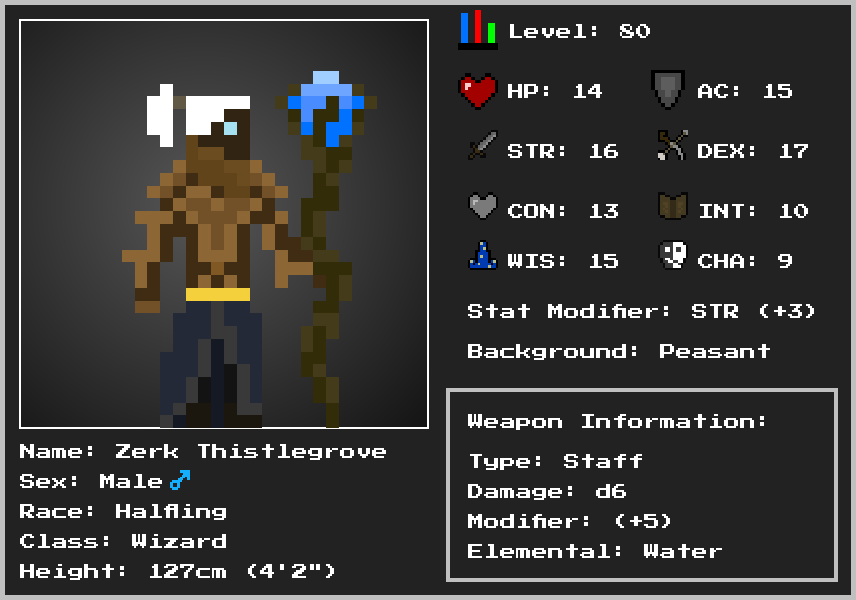 Level: 80
HP: 14
AC: 15
STR: 16
DEX: 17
CON: 13
INT: 10
WIS: 15
CHA: 9
Stat Modifier: STR (+3)
Background: Peasant
Name: Zerk Thistlegrove
Sex: Male ♂
Race: Halfling
Class: Wizard
Height: 127cm (4'2")
Weapon Information:
Type: Staff
Damage: d6
Modifier: (+5)
Elemental: Water